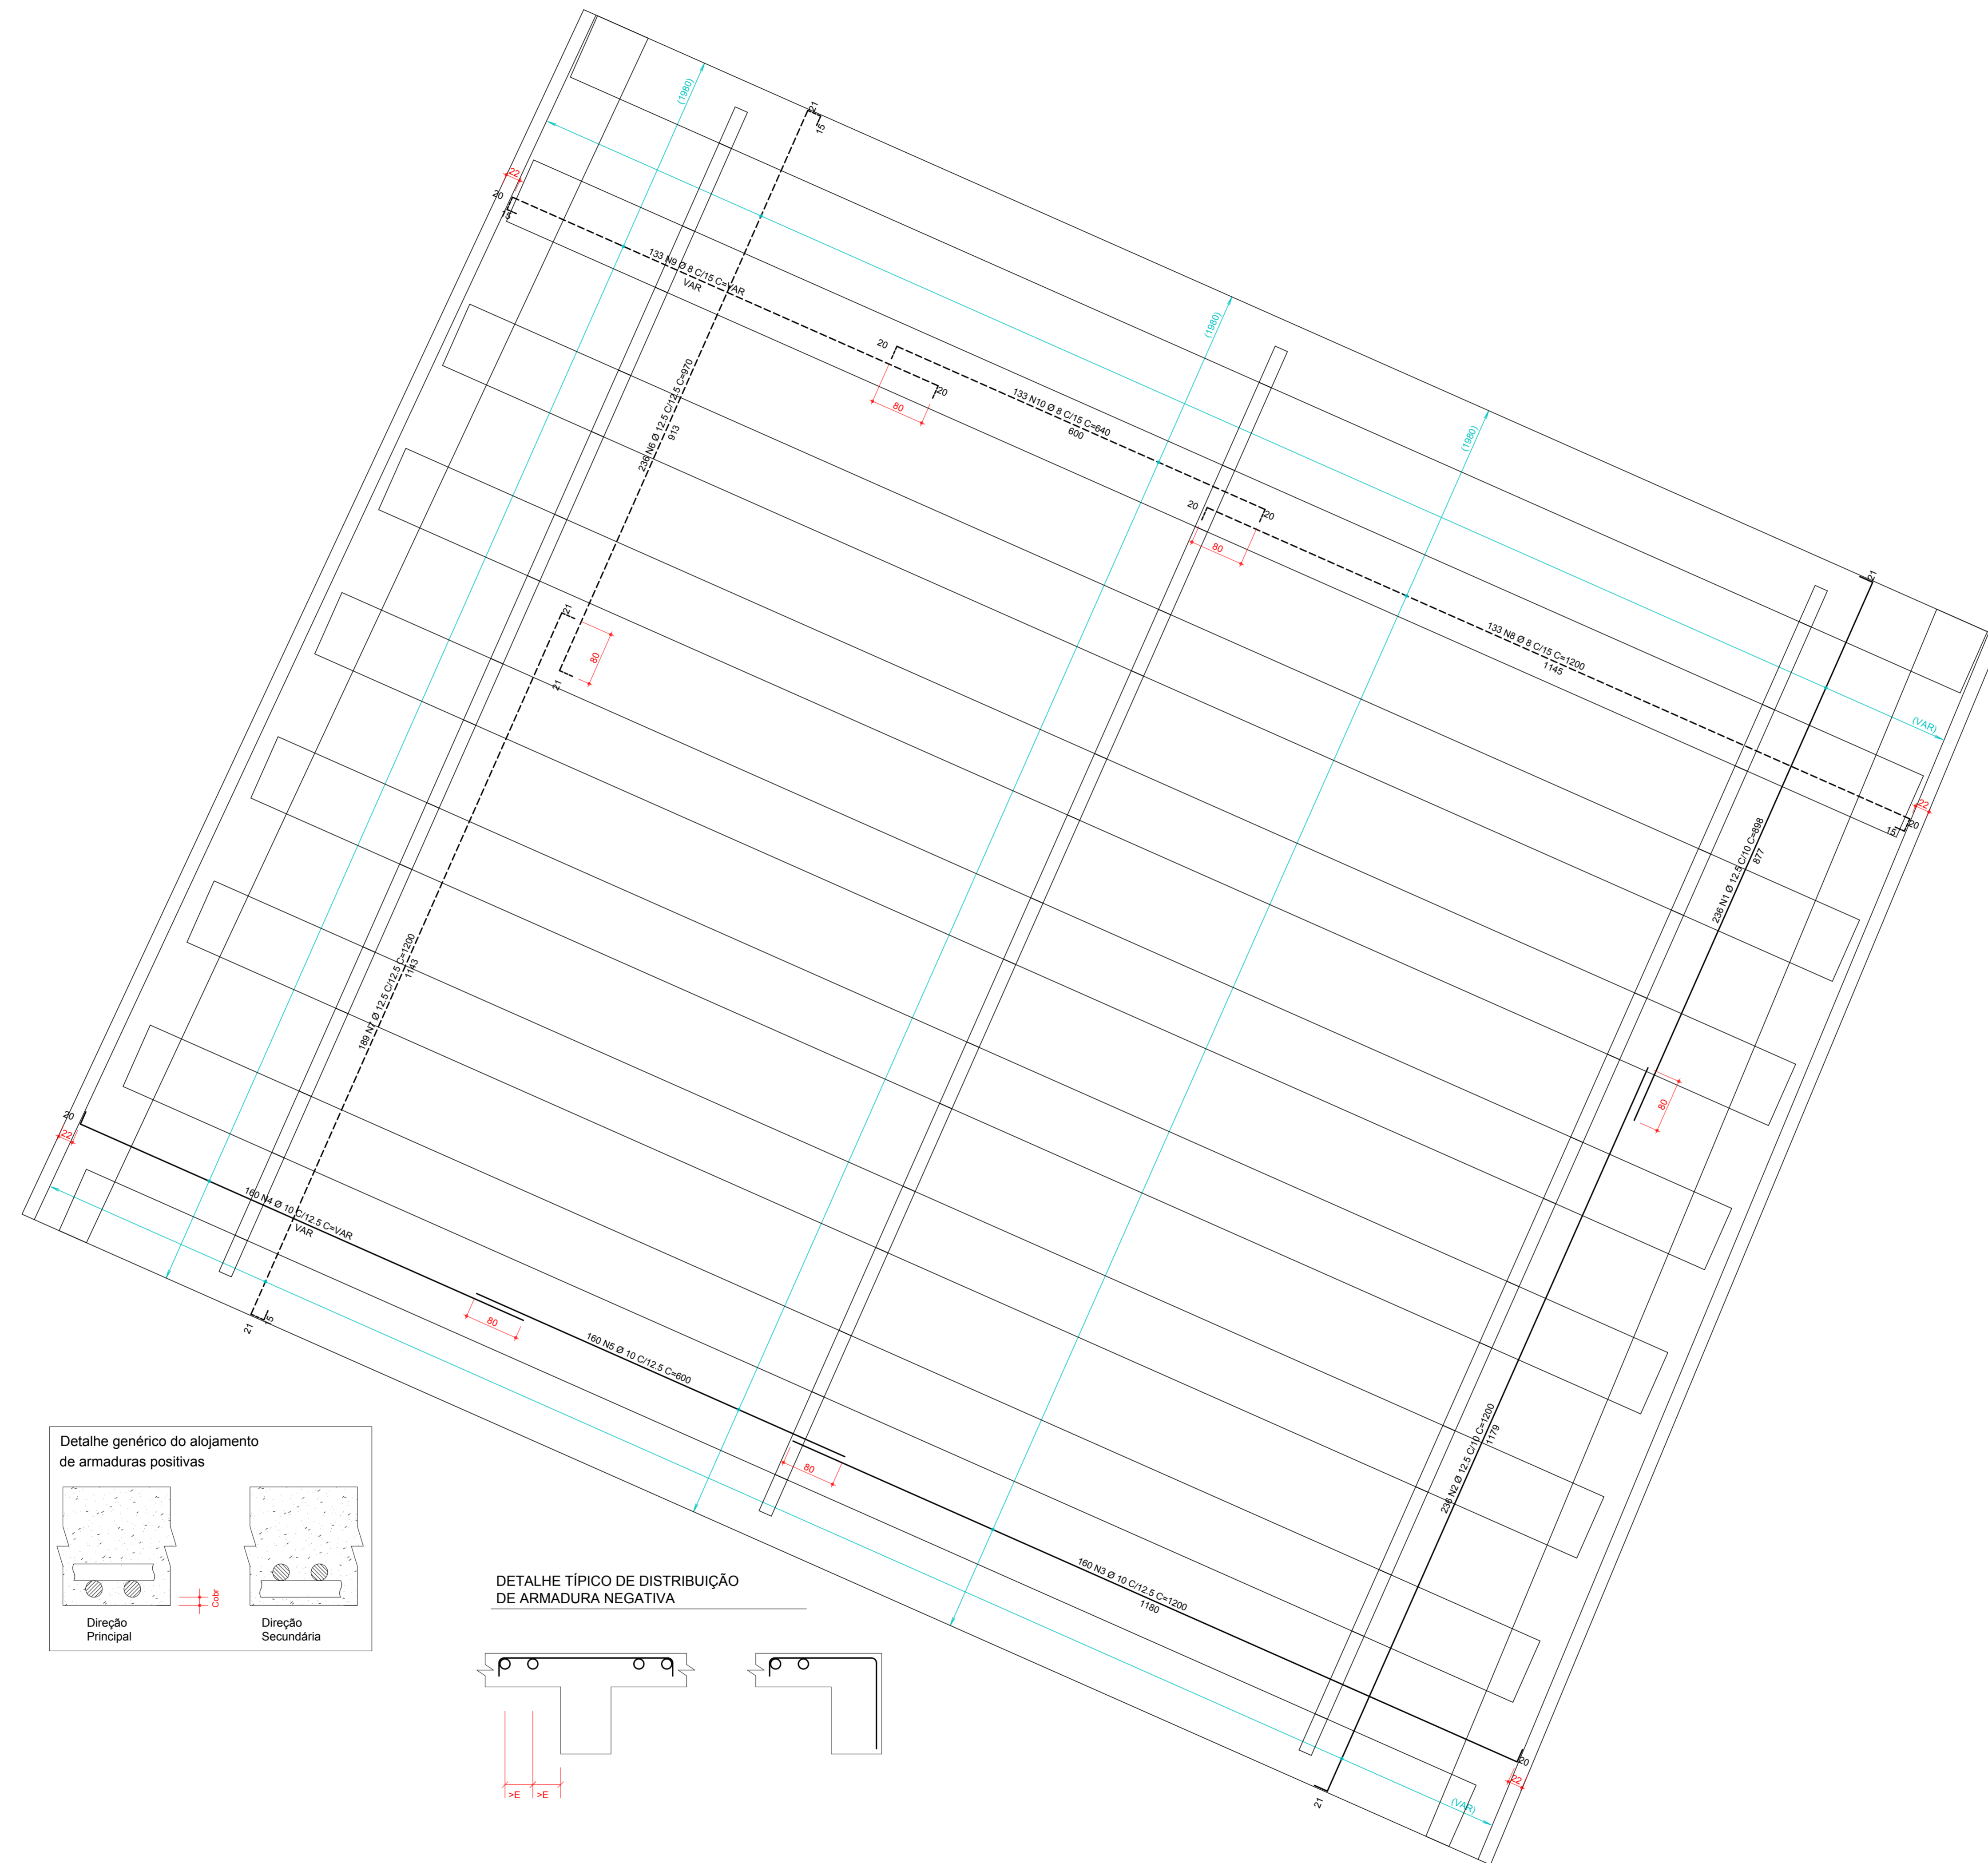 (1980)
21
15
22
20
15
133 N9 Ø 8 C/15 C=VAR
VAR
236 N6 Ø 12.5 C/12.5 C=970
913
20
20
80
133 N10 Ø 8 C/15 C=640
600
(1980)
(1980)
20
20
80
21
133 N8 Ø 8 C/15 C=1200
1145
(VAR)
22
20
15
21
80
21
236 N1 Ø 12.5 C/10 C=898
877
80
189 N7 Ø 12.5 C/12.5 C=1200
1143
20
22
160 N4 Ø 10 C/12.5 C=VAR
VAR
21
15
80
160 N5 Ø 10 C/12.5 C=600
80
236 N2 Ø 12.5 C/10 C=1200
1179
160 N3 Ø 10 C/12.5 C=1200
1180
20
22
(VAR)
21
Detalhe genérico do alojamento
de armaduras positivas
Cobr
Direção
Principal
Direção
Secundária
DETALHE TÍPICO DE DISTRIBUIÇÃO
DE ARMADURA NEGATIVA
>E
>E